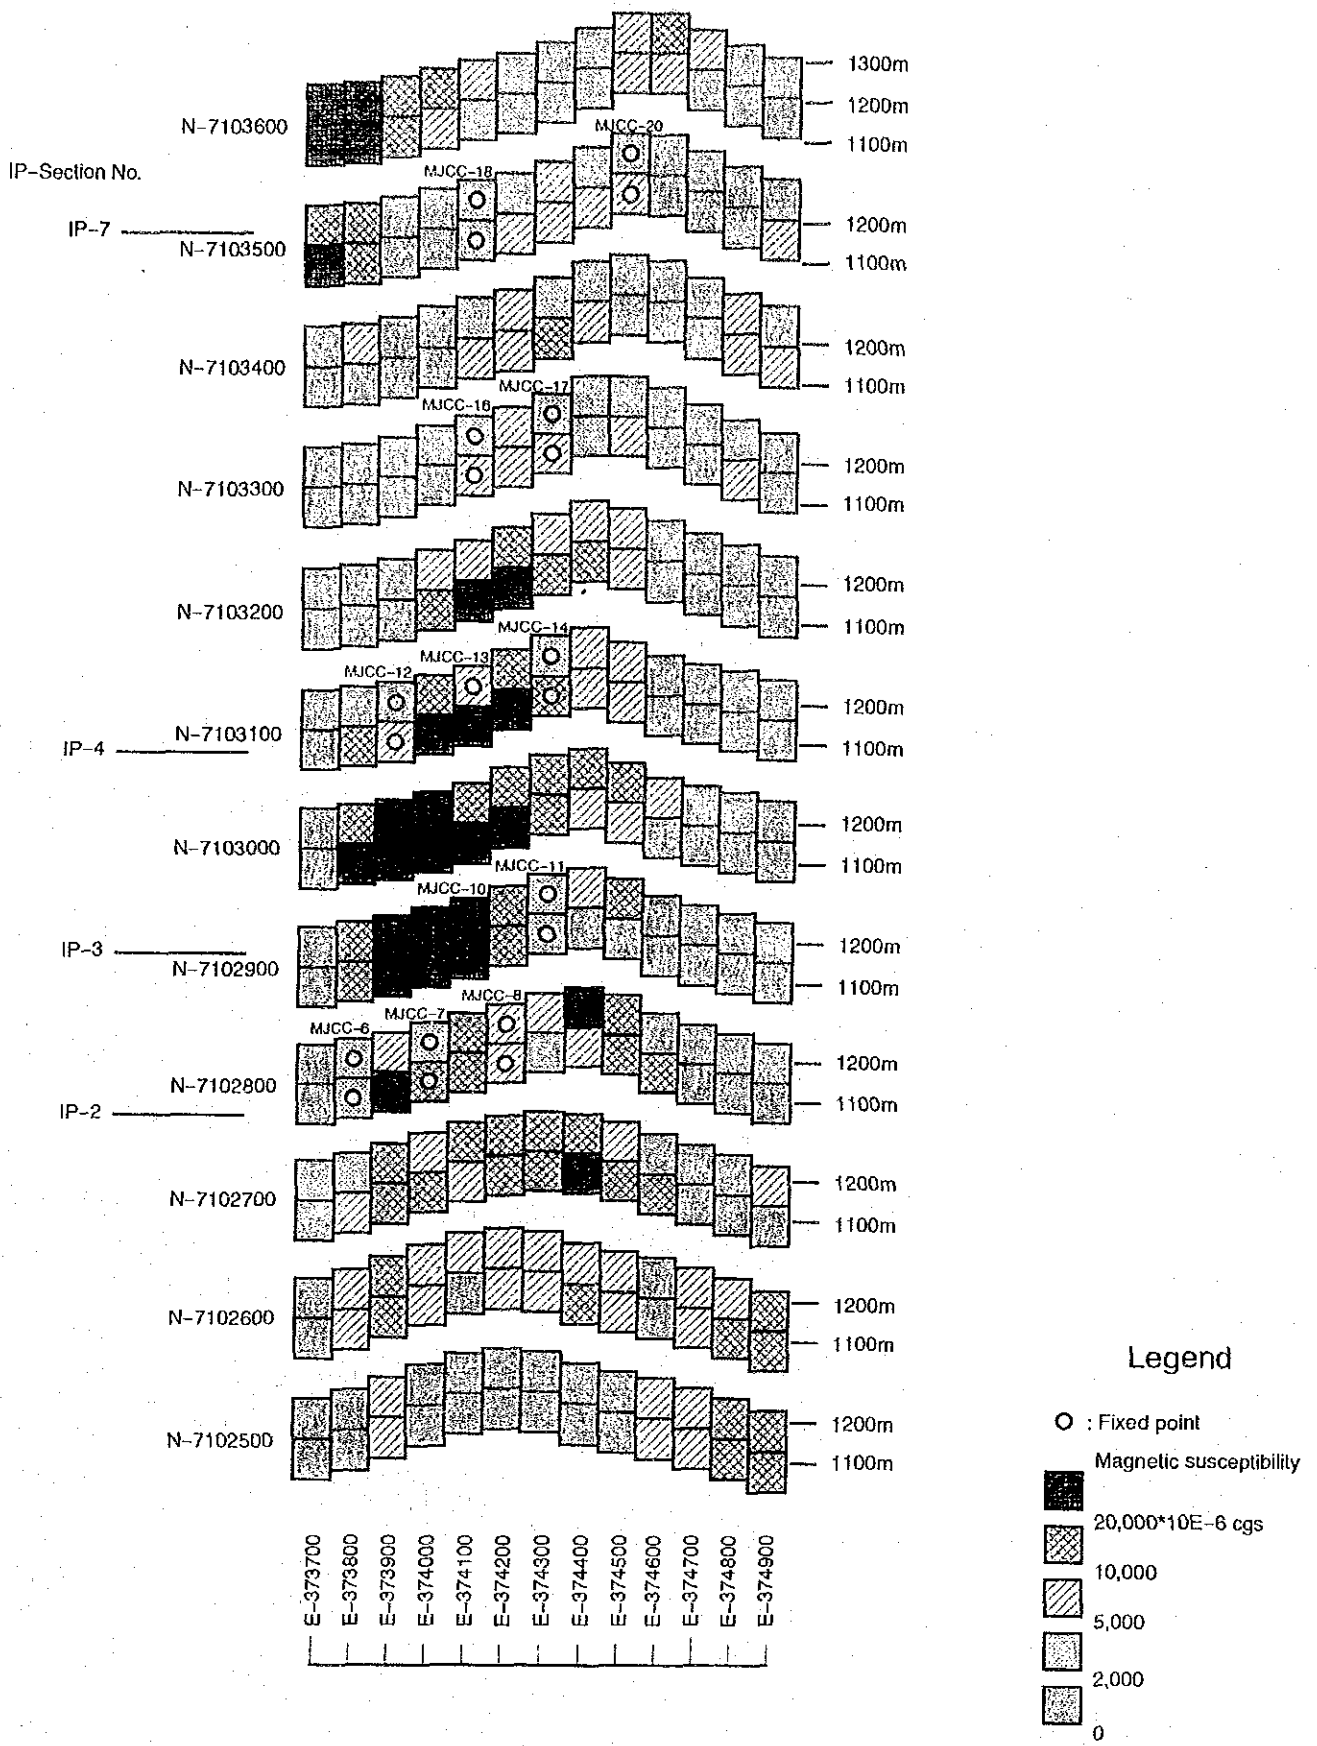 1300m
1200m
N-7103600
MJCC-20
1100m
IP-Section No.
MJCC-18
IP-7
1200m
N-7103500
1100m
1200m
N-7103400
MJCC-17
1100m
MJCC-16
1200m
N-7103300
1100m
1200m
N-7103200
1100m
MJCC-14
MJCC-13
MJCC-12
1200m
N-7103100
IP-4
1100m
1200m
N-7103000
1100m
MJCC-11
MJCC-10
1200m
IP-3
N-7102900
1100m
MJCC-8
MJCC-7
MJCC-6
1200m
N-7102800
1100m
IP-2
1200m
N-7102700
1100m
1200m
N-7102600
1100m
Legend
1200m
: Fixed point
N-7102500
1100m
Magnetic susceptibility
20,000*10E-6 cgs
10,000
5,000
2,000
0
E-373700
E-373800
E-373900
E-374000
E-374100
E-374200
E-374300
E-374400
E-374500
E-374600
E-374700
E-374800
E-374900